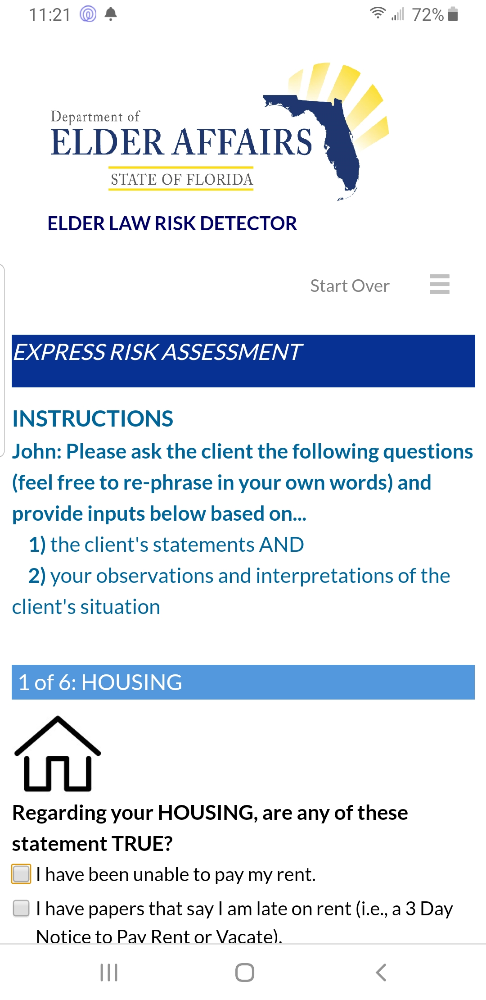 11:21
72%
Department of
ELDER AFFAIRS
STATE OF FLORIDA
ELDER LAW RISK DETECTOR
Start Over
EXPRESS RISK ASSESSMENT
INSTRUCTIONS
John: Please ask the client the following questions
(feel free to re-phrase in your own words) and
provide inputs below based on...
1) the client's statements AND
2) your observations and interpretations of the
client's situation
1 of 6: HOUSING
Regarding your HOUSING, are any of these
statement TRUE?
I have been unable to pay my rent.
I have papers that say I am late on rent (i.e., a 3 Day
Notice to Pay Rent or Vacate).